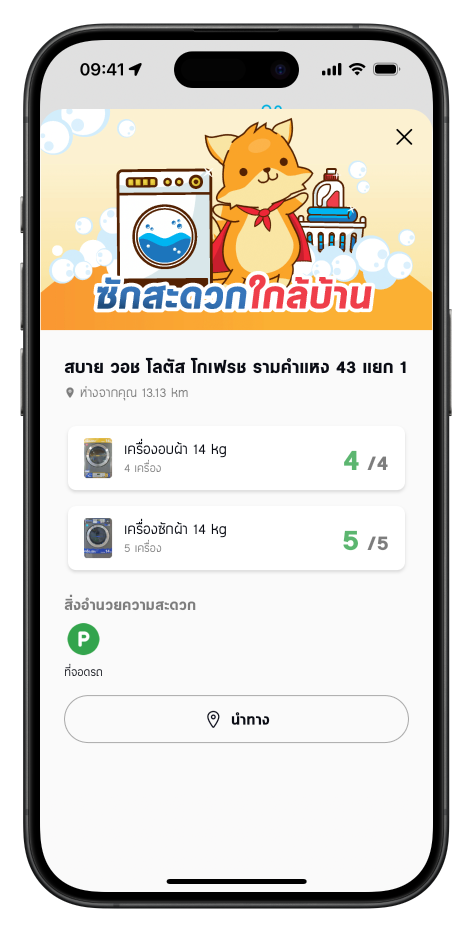 09:41
ซักสะดวกใกล้บ้าน
สบาย วอช โลตัส โกเฟรช รามคำแหง 43 แยก 1
ห่างจากคุณ 13.13 km
เครื่องอบผ้า 14 kg
4 เครื่อง
4 /4
เครื่องซักผ้า 14 kg
5 เครื่อง
5 /5
สิ่งอำนวยความสะดวก
P
ที่จอดรถ
นำทาง